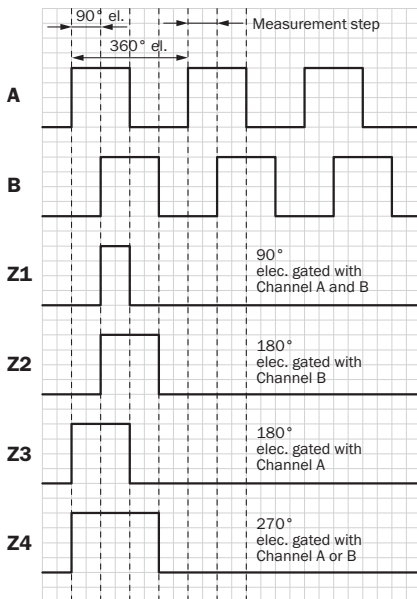 90° el.
Measurement step
360° el.
A
B
Z1
90°
elec. gated with
Channel A and B
Z2
180°
elec. gated with
Channel B
Z3
180°
elec. gated with
Channel A
Z4
270°
elec. gated with
Channel A or B